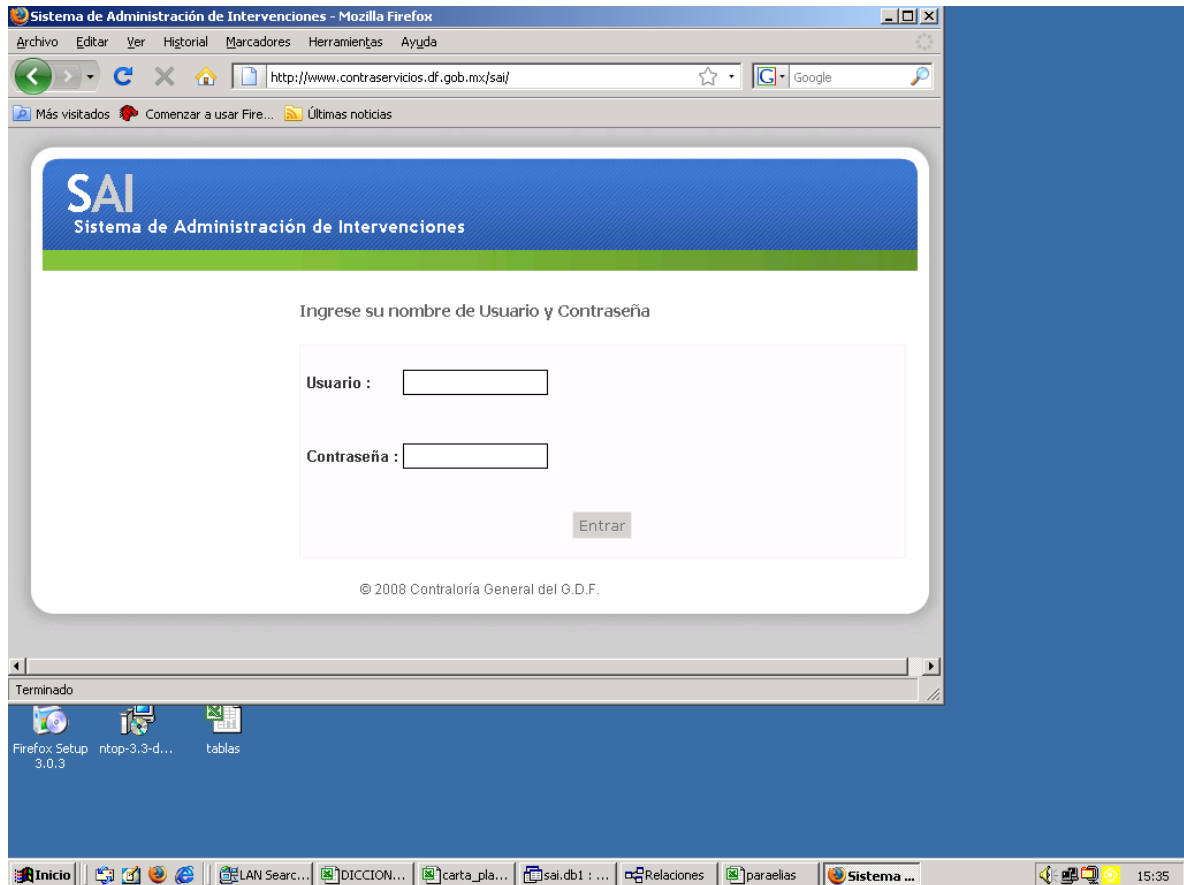 Sistema de Administración de Intervenciones - Mozilla Firefox
Archivo Editar Ver Historial Marcadores Herramientas Ayuda
http://www.contraservicios.df.gob.mx/sai/ G Google
Más visitados Comenzar a usar Fire... Últimas noticias
SAI
Sistema de Administración de Intervenciones
Ingrese su nombre de Usuario y Contraseña
Usuario :
Contraseña :
Entrar
© 2008 Contraloría General del G.D.F.
Terminado
Firefox Setup 3.0.3 ntop-3.3-d... tablas
Inicio LAN Searc... DICCION... carta_pla... sai.db1 : ... Relaciones paraelias Sistema ... 15:35